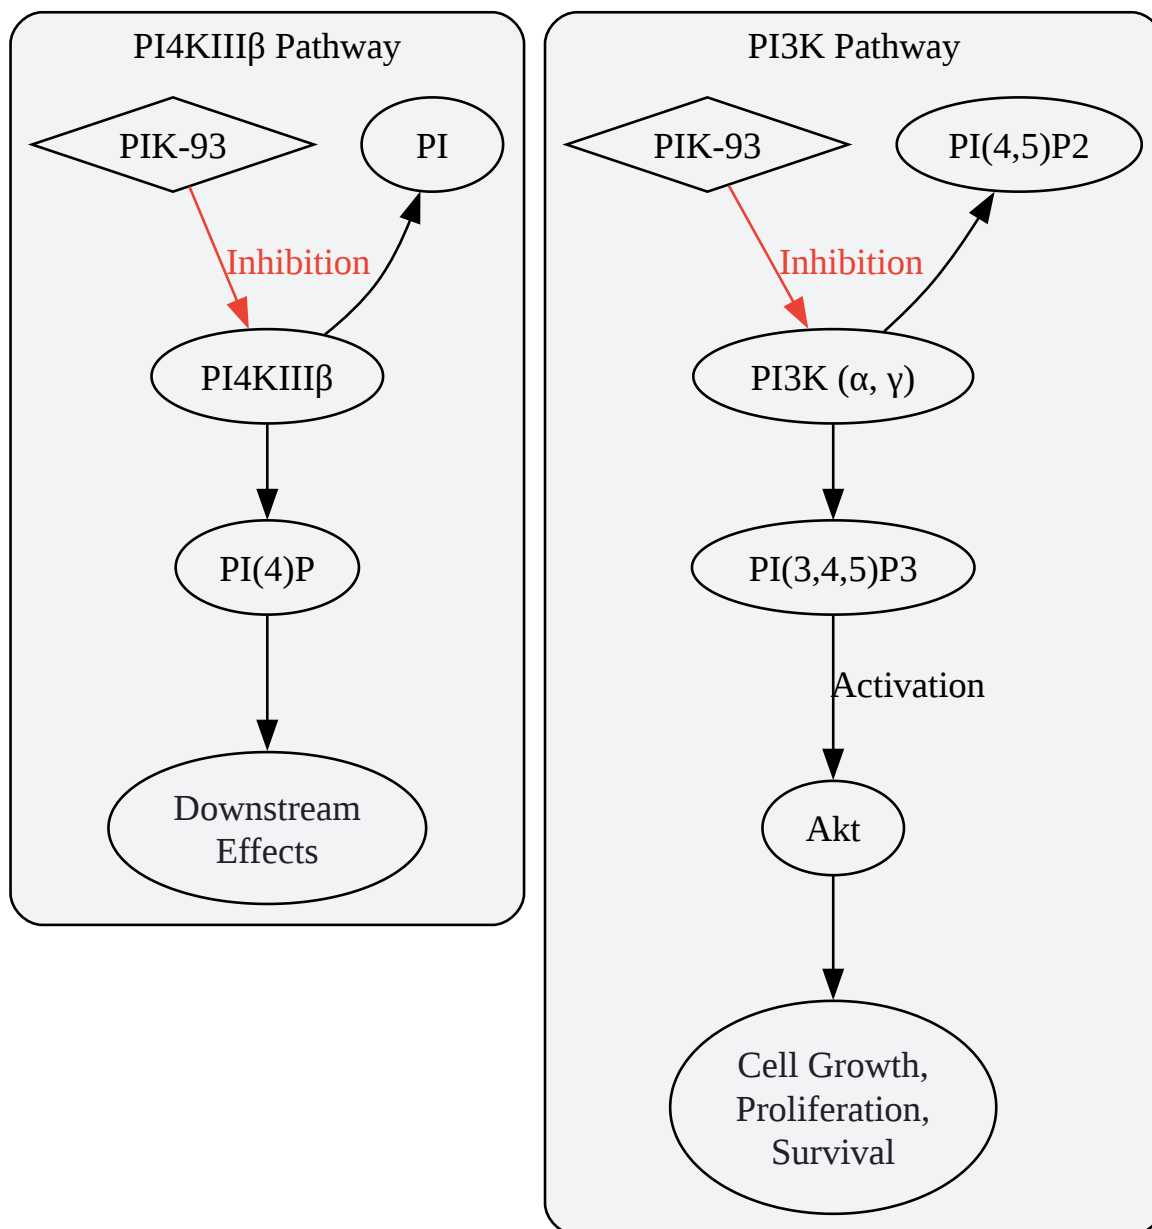 PI4KIIIβ Pathway
PIK-93
PI
Inhibition
PI4KIIIβ
PI(4)P
Downstream
Effects
PI3K Pathway
PIK-93
PI(4,5)P2
Inhibition
PI3K (α, γ)
PI(3,4,5)P3
Activation
Akt
Cell Growth,
Proliferation,
Survival